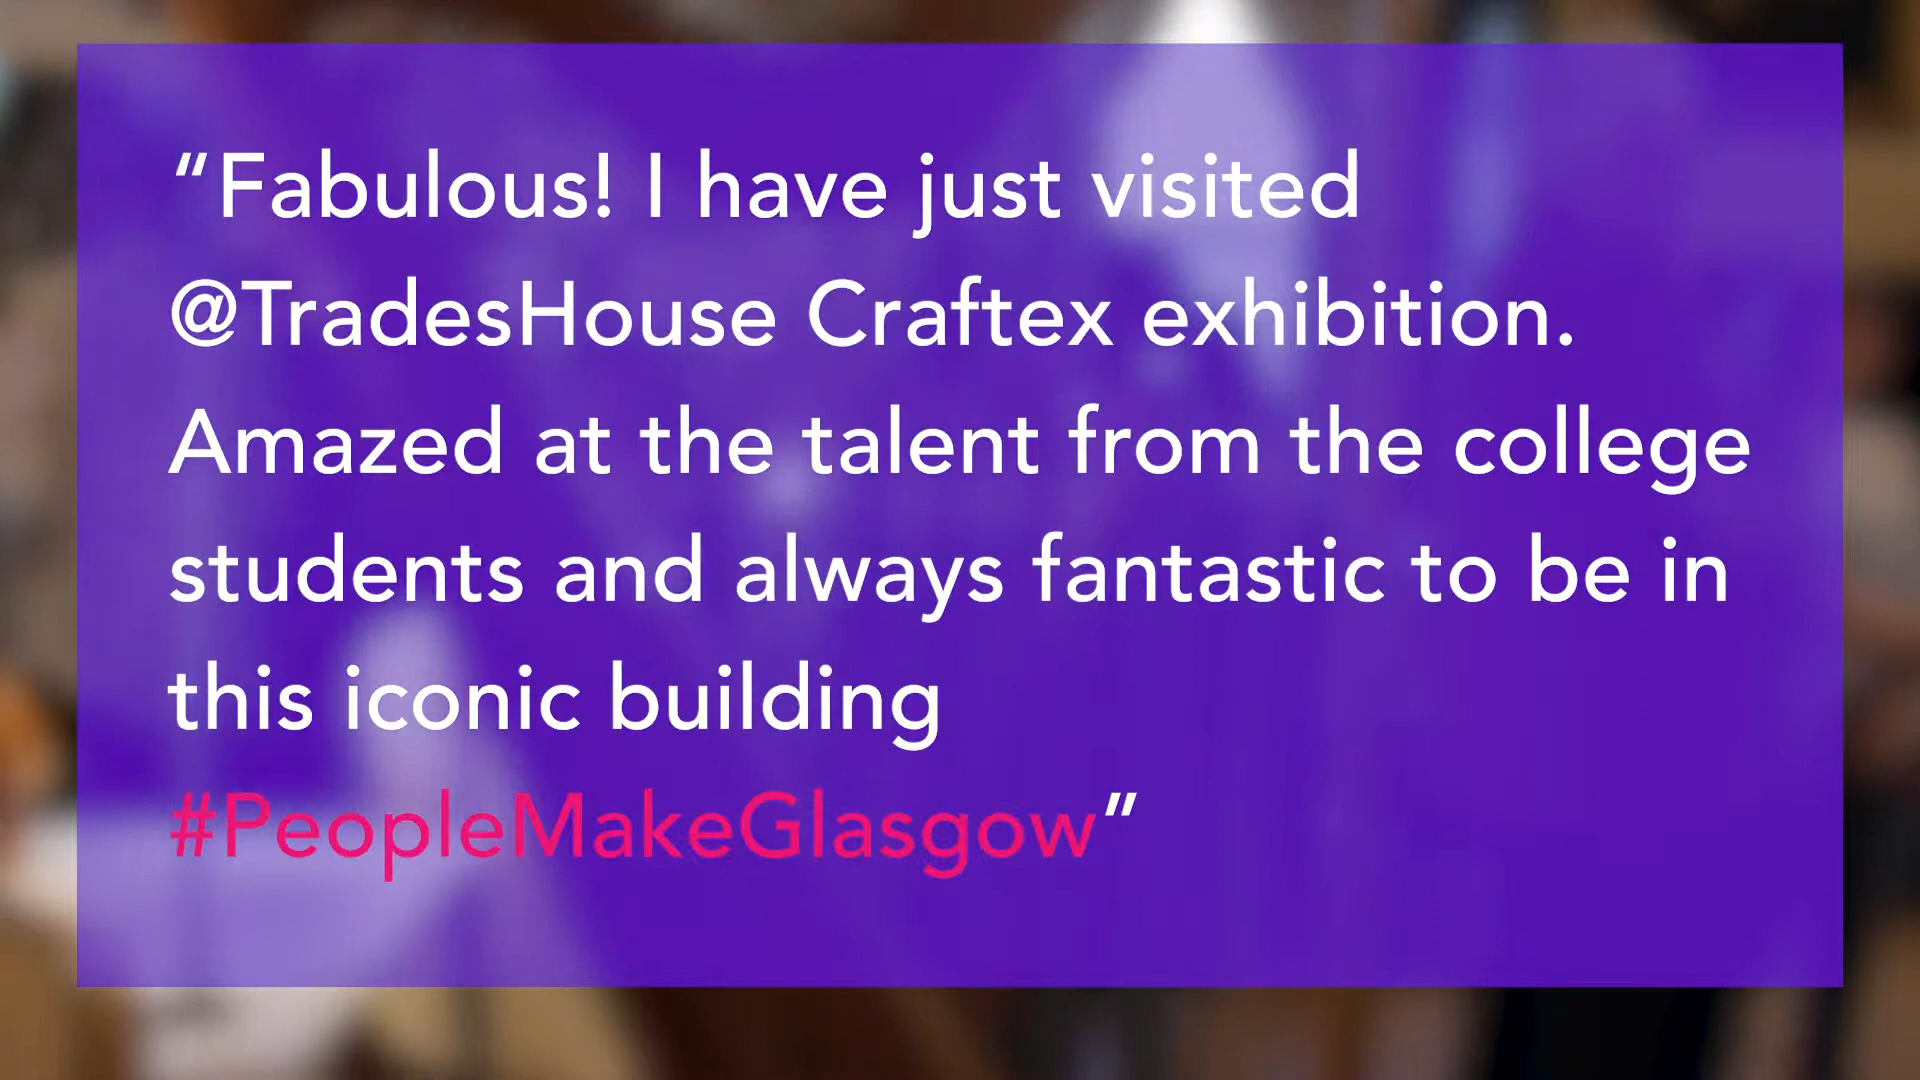 “Fabulous! I have just visited
@TradesHouse Craftex exhibition.
Amazed at the talent from the college
students and always fantastic to be in
this iconic building
#PeopleMakeGlasgow”